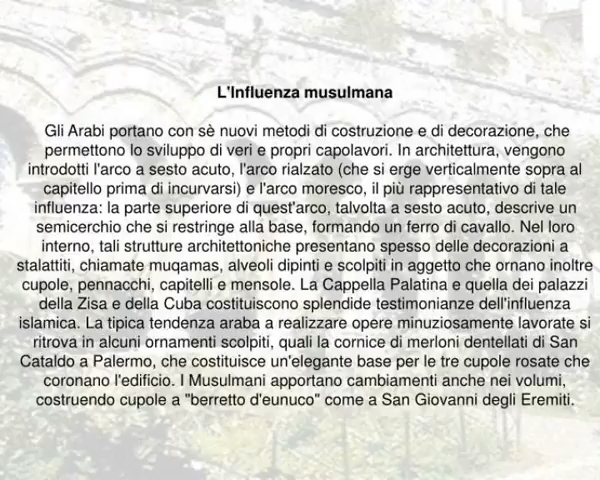 L'Influenza musulmana
Gli Arabi portano con sè nuovi metodi di costruzione e di decorazione, che
permettono lo sviluppo di veri e propri capolavori. In architettura, vengono
introdotti l'arco a sesto acuto, l'arco rialzato (che si erge verticalmente sopra al
capitello prima di incurvarsi) e l'arco moresco, il più rappresentativo di tale
influenza: la parte superiore di quest'arco, talvolta a sesto acuto, descrive un
semicerchio che si restringe alla base, formando un ferro di cavallo. Nel loro
interno, tali strutture architettoniche presentano spesso delle decorazioni a
stalattiti, chiamate muqamas, alveoli dipinti e scolpiti in aggetto che ornano inoltre
cupole, pennacchi, capitelli e mensole. La Cappella Palatina e quella dei palazzi
della Zisa e della Cuba costituiscono splendide testimonianze dell'influenza
islamica. La tipica tendenza araba a realizzare opere minuziosamente lavorate si
ritrova in alcuni ornamenti scolpiti, quali la cornice di merloni dentellati di San
Cataldo a Palermo, che costituisce un'elegante base per le tre cupole rosate che
coronano l'edificio. I Musulmani apportano cambiamenti anche nei volumi,
costruendo cupole a "berretto d'eunuco" come a San Giovanni degli Eremiti.